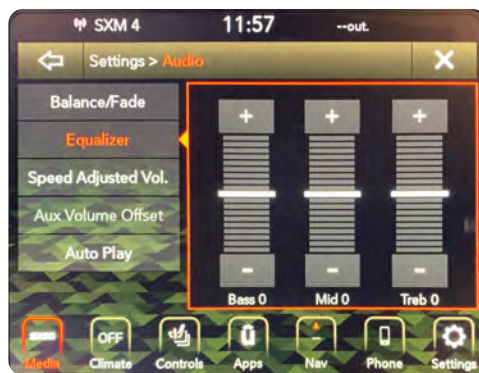 SXM 4 11:57 --out.
Settings > Audio
Balance/Fade
Equalizer
Speed Adjusted Vol.
Aux Volume Offset
Auto Play
+ + +
- - -
Bass 0 Mid 0 Treb 0
SXM OFF --
Media Climate Controls Apps Nav Phone Settings